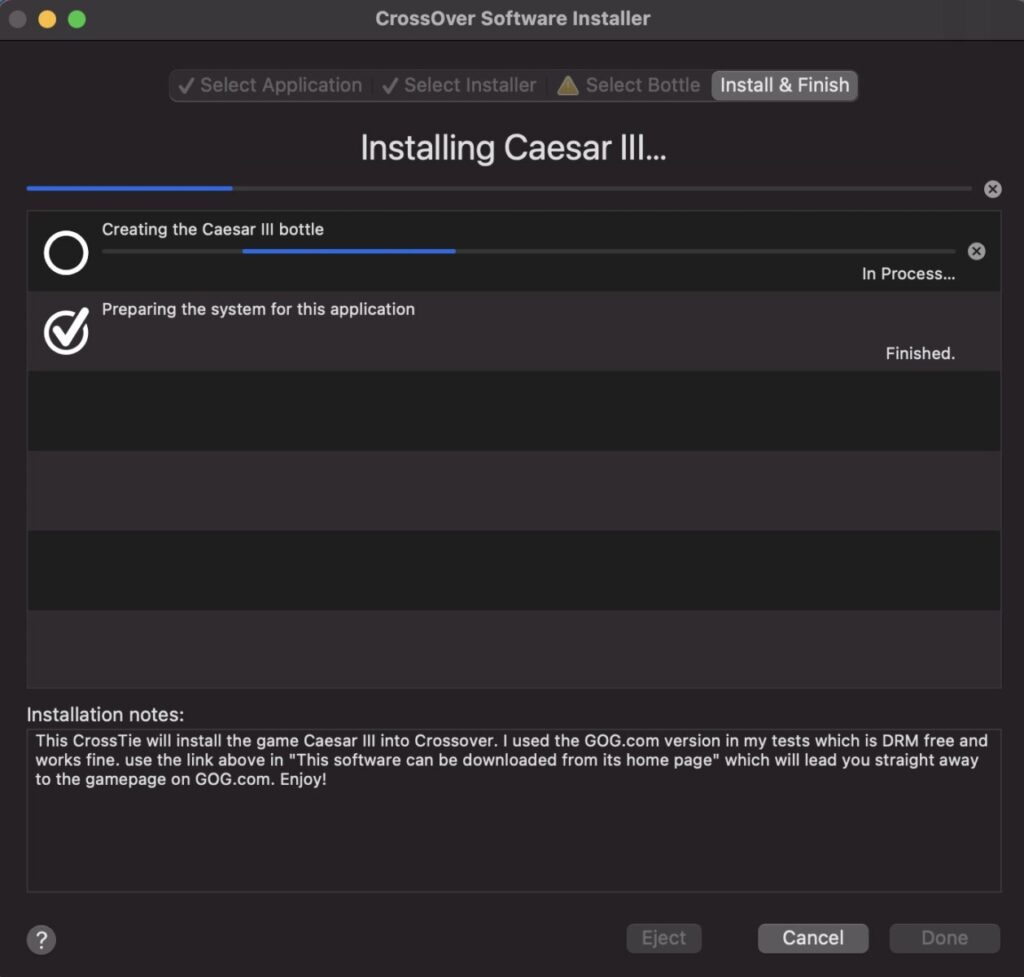 CrossOver Software Installer
Select Application
Select Installer
Select Bottle
Install & Finish
Installing Caesar III...
Creating the Caesar III bottle
In Process...
Preparing the system for this application
Finished.
Installation notes:
This CrossTie will install the game Caesar III into Crossover. I used the GOG.com version in my tests which is DRM free and
works fine. use the link above in "This software can be downloaded from its home page" which will lead you straight away
to the gamepage on GOG.com. Enjoy!
?
Eject
Cancel
Done